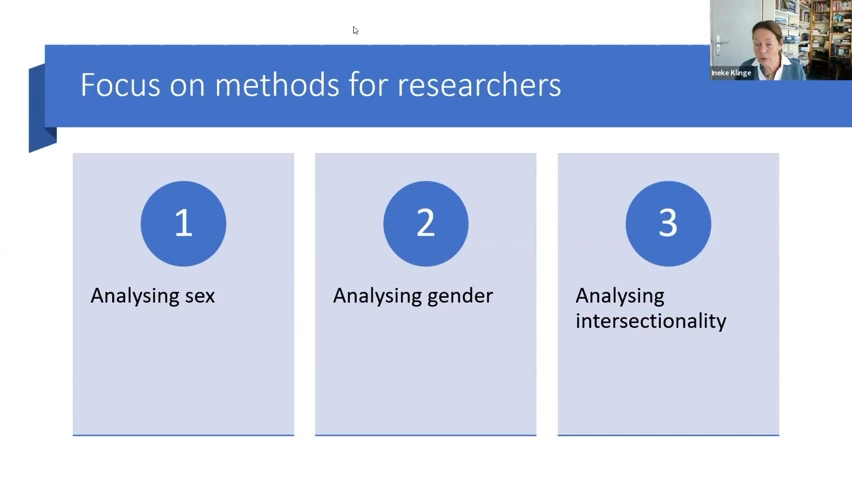 Focus on methods for researchers
Ineke Klinge
1
Analysing sex
2
Analysing gender
3
Analysing
intersectionality